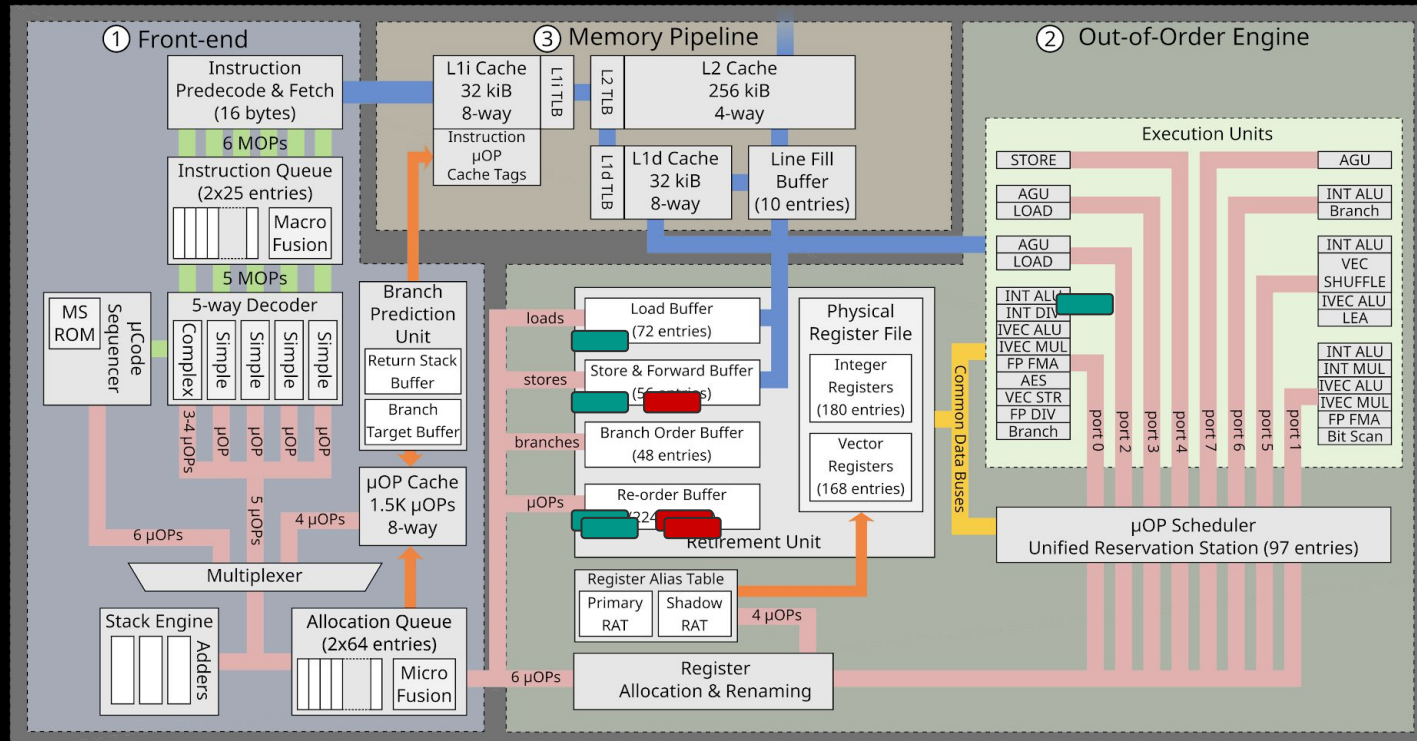 ① Front-end
Instruction
Predecode & Fetch
(16 bytes)
6 MOPs
Instruction Queue
(2x25 entries)
Macro
Fusion
5 MOPs
MS
ROM
µCode
Sequencer
5-way Decoder
Complex
Simple
Simple
Simple
Simple
3-4 µOPs
µOP
µOP
µOP
µOP
5 µOPs
Branch
Prediction
Unit
Return Stack
Buffer
Branch
Target Buffer
µOP Cache
1.5K µOPs
8-way
4 µOPs
6 µOPs
Multiplexer
Stack Engine
Adders
Allocation Queue
(2x64 entries)
Micro
Fusion
③ Memory Pipeline
L1i Cache
32 kiB
8-way
L1i TLB
Instruction
µOP
Cache Tags
L2 TLB
L2 Cache
256 kiB
4-way
L1d TLB
L1d Cache
32 kiB
8-way
Line Fill
Buffer
(10 entries)
② Out-of-Order Engine
loads
Load Buffer
(72 entries)
stores
Store & Forward Buffer
(56 entries)
branches
Branch Order Buffer
(48 entries)
µOPs
Re-order Buffer
(224
Retirement Unit
Physical
Register File
Integer
Registers
(180 entries)
Vector
Registers
(168 entries)
Common Data Buses
Register Alias Table
Primary
RAT
Shadow
RAT
4 µOPs
6 µOPs
Register
Allocation & Renaming
Execution Units
STORE
AGU
LOAD
AGU
LOAD
INT ALU
INT DIV
IVEC ALU
IVEC MUL
FP FMA
AES
VEC STR
FP DIV
Branch
port 0
port 2
port 3
port 4
port 7
port 6
port 5
port 1
AGU
INT ALU
Branch
INT ALU
VEC
SHUFFLE
IVEC ALU
LEA
INT ALU
INT MUL
IVEC ALU
IVEC MUL
FP FMA
Bit Scan
µOP Scheduler
Unified Reservation Station (97 entries)